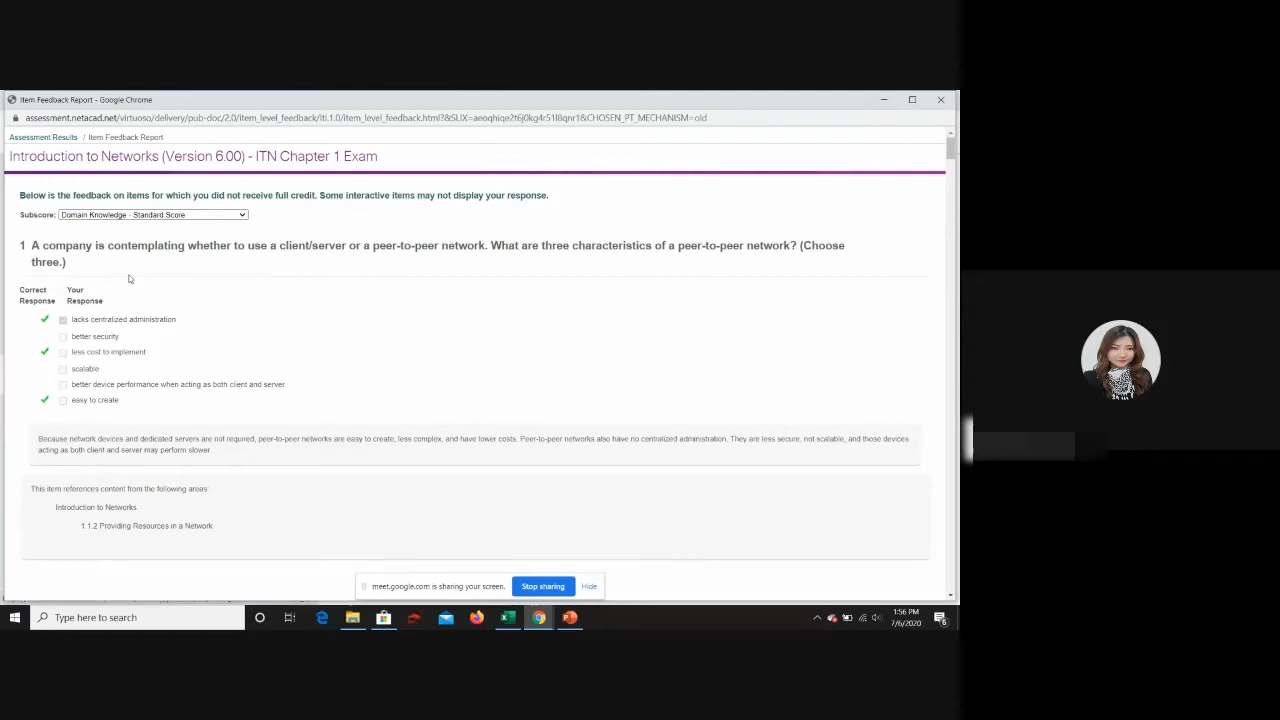 Item Feedback Report - Google Chrome
assessment.netacad.net/virtuoso/delivery/pub-doc/2.0/item_level_feedback/lti.1.0/item_level_feedback.html?&SLIX=aeoqhiqe2t6j0kg4r51l8qnr1&CHOSEN_PT_MECHANISM=old
Assessment Results / Item Feedback Report
Introduction to Networks (Version 6.00) - ITN Chapter 1 Exam
Below is the feedback on items for which you did not receive full credit. Some interactive items may not display your response.
Subscore: Domain Knowledge - Standard Score
1 A company is contemplating whether to use a client/server or a peer-to-peer network. What are three characteristics of a peer-to-peer network? (Choose
three.)
Correct Your
Response Response
lacks centralized administration
better security
less cost to implement
scalable
better device performance when acting as both client and server
easy to create
Because network devices and dedicated servers are not required, peer-to-peer networks are easy to create, less complex, and have lower costs. Peer-to-peer networks also have no centralized administration. They are less secure, not scalable, and those devices
acting as both client and server may perform slower.
This item references content from the following areas:
Introduction to Networks
1.1.2 Providing Resources in a Network
meet.google.com is sharing your screen. Stop sharing Hide
Type here to search
1:56 PM
7/6/2020
6